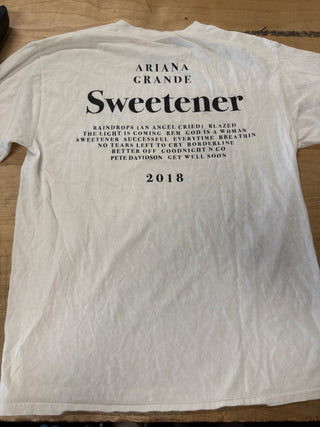 ARIANA
GRANDE
Sweetener
RAINDROPS (AN ANGEL CRIED) BLAZED
THE LIGHT IS COMING REM GOD IS A WOMAN
SWEETENER SUCCESSFUL EVERYTIME BREATHIN
NO TEARS LEFT TO CRY BORDERLINE
BETTER OFF GOODNIGHT N GO
PETE DAVIDSON GET WELL SOON
2018